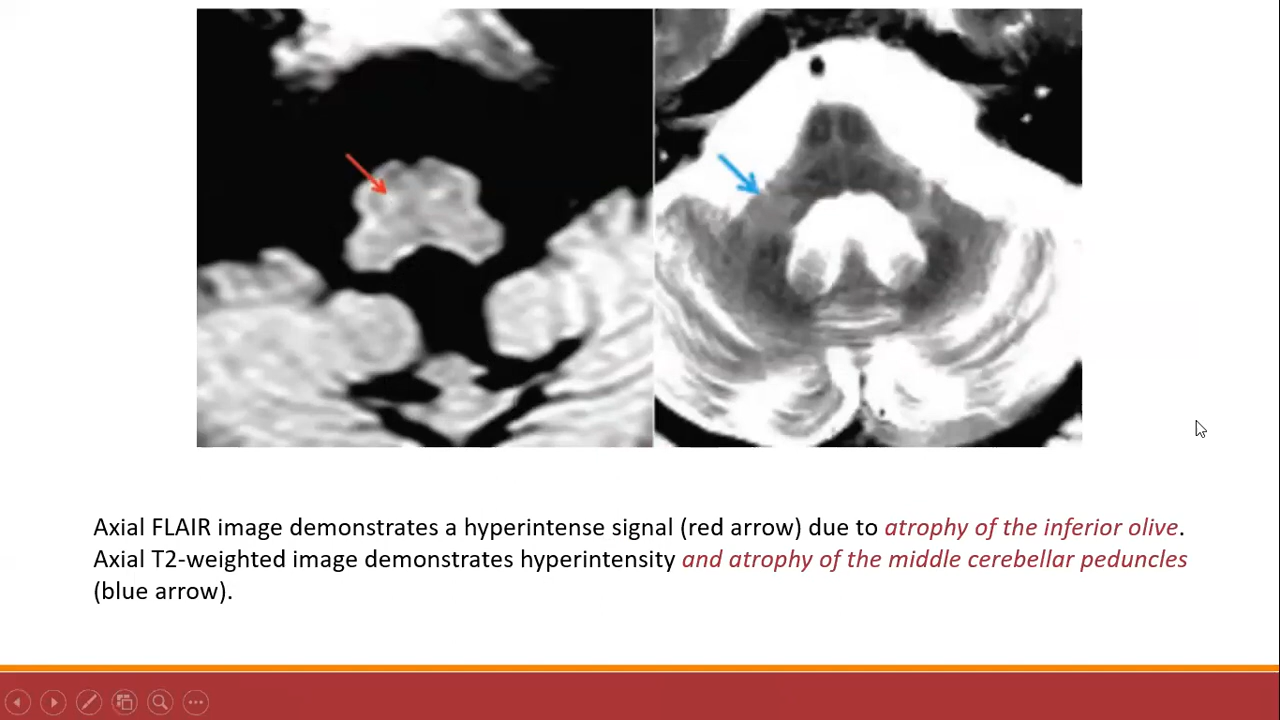 Axial FLAIR image demonstrates a hyperintense signal (red arrow) due to atrophy of the inferior olive.
Axial T2-weighted image demonstrates hyperintensity and atrophy of the middle cerebellar peduncles
(blue arrow).